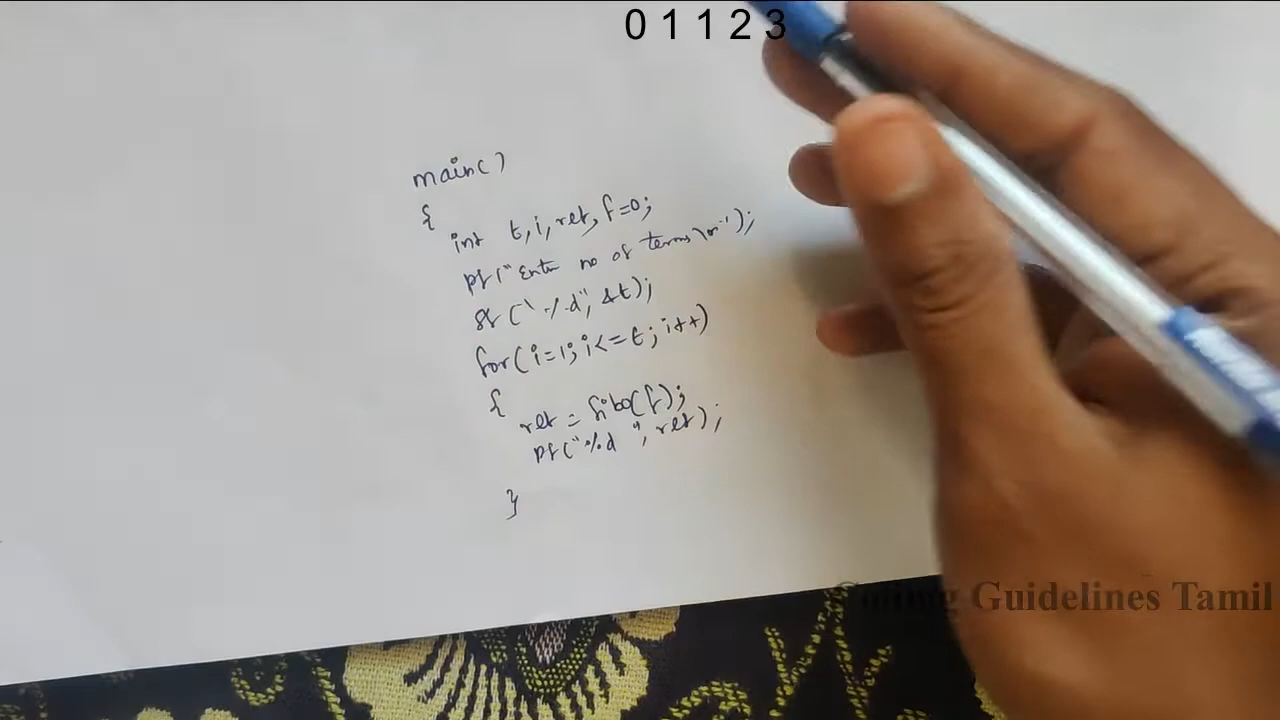 0 1 1 2 3
main()
{
int t, i, ret, f=0;
pf("Enter no of terms\n");
sf("%d", &t);
for(i=1; i<=t; i++)
{
ret = fibo(f);
pf("%d ", ret);
}
Coding Guidelines Tamil